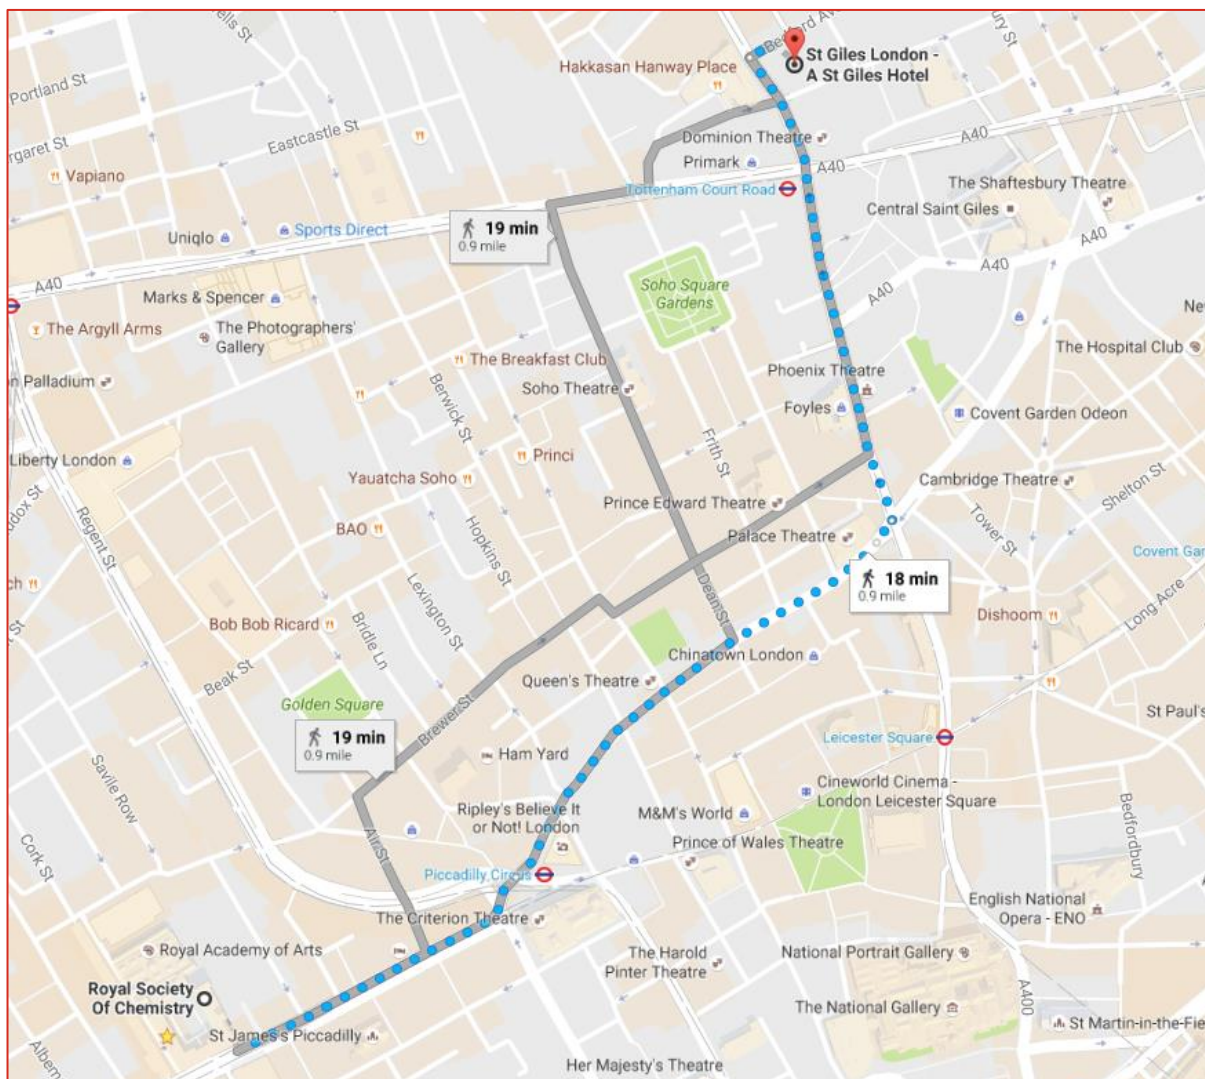 Bedford Av
St Giles London -
A St Giles Hotel
Hakkasan Hanway Place
Portland St
Eastcastle St
A40
Dominion Theatre
Primark
A40
Vapiano
Tottenham Court Road
The Shaftesbury Theatre
Central Saint Giles
19 min
0.9 mile
Uniqlo
Sports Direct
A40
A40
A40
Soho Square
Gardens
A40
Marks & Spencer
The Argyll Arms
The Photographers'
Gallery
The Hospital Club
The Breakfast Club
Phoenix Theatre
Soho Theatre
on Palladium
Berwick St
Foyles
Covent Garden Odeon
Frith St
Liberty London
Princi
Yauatcha Soho
Cambridge Theatre
Shelton St
Regent St
Prince Edward Theatre
Tower St
BAO
Hopkins St
Palace Theatre
Covent Gar
18 min
0.9 mile
Long Acre
Lexington St
Dean St
Dishoom
Bob Bob Ricard
Bridle Ln
Chinatown London
Beak St
Queen's Theatre
Golden Square
Brewer St
St Paul's
19 min
0.9 mile
Leicester Square
Ham Yard
Savile Row
Cineworld Cinema -
London Leicester Square
Ripley's Believe It
or Not! London
M&M's World
Prince of Wales Theatre
Bedfordbury
Air St
Cork St
Piccadilly Circus
English National
Opera - ENO
The Criterion Theatre
Royal Academy of Arts
The Harold
Pinter Theatre
National Portrait Gallery
Royal Society
Of Chemistry
The National Gallery
A400
St James's Piccadilly
St Martin-in-the-Fie
Her Majesty's Theatre